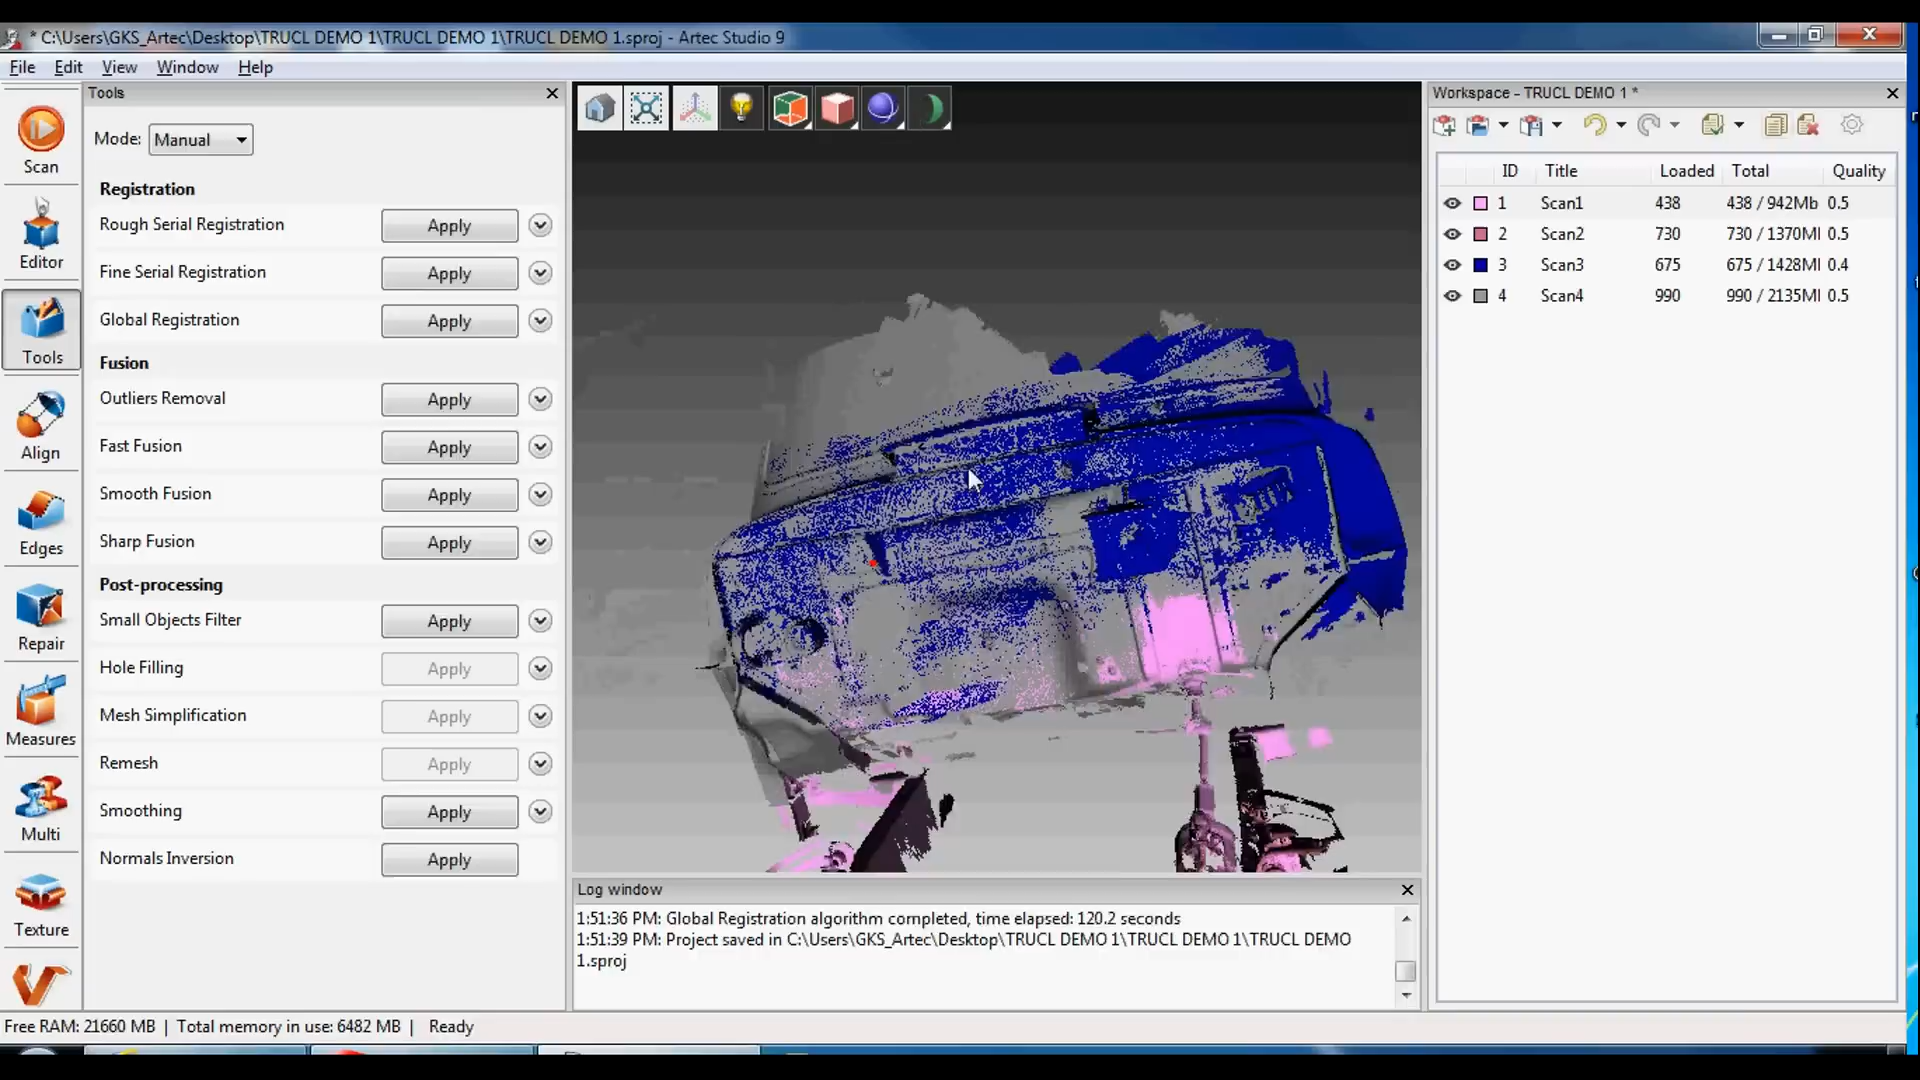 * C:\Users\GKS_Artec\Desktop\TRUCL DEMO 1\TRUCL DEMO 1\TRUCL DEMO 1.sproj - Artec Studio 9
File Edit View Window Help
Scan
Editor
Tools
Align
Edges
Repair
Measures
Multi
Texture
Tools
Mode: Manual
Registration
Rough Serial Registration Apply
Fine Serial Registration Apply
Global Registration Apply
Fusion
Outliers Removal Apply
Fast Fusion Apply
Smooth Fusion Apply
Sharp Fusion Apply
Post-processing
Small Objects Filter Apply
Hole Filling Apply
Mesh Simplification Apply
Remesh Apply
Smoothing Apply
Normals Inversion Apply
Log window
1:51:36 PM: Global Registration algorithm completed, time elapsed: 120.2 seconds
1:51:39 PM: Project saved in C:\Users\GKS_Artec\Desktop\TRUCL DEMO 1\TRUCL DEMO 1\TRUCL DEMO
1.sproj
Workspace - TRUCL DEMO 1 *
ID Title Loaded Total Quality
1 Scan1 438 438 / 942Mb 0.5
2 Scan2 730 730 / 1370Ml 0.5
3 Scan3 675 675 / 1428Ml 0.4
4 Scan4 990 990 / 2135Ml 0.5
Free RAM: 21660 MB | Total memory in use: 6482 MB | Ready